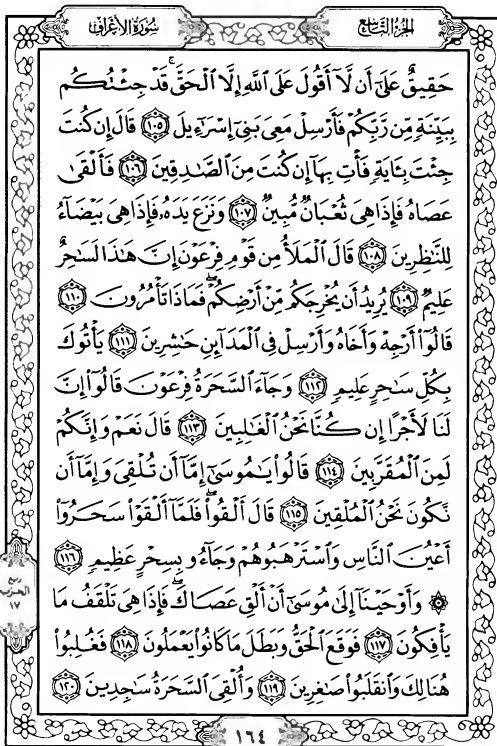 الجزء التاسع
سورة الأعراف
حَقِيقٌ عَلَىٰٓ أَن لَّآ أَقُولَ عَلَى ٱللَّهِ إِلَّا ٱلْحَقَّ ۚ قَدْ جِئْتُكُم
بِبَيِّنَةٍ مِّن رَّبِّكُمْ فَأَرْسِلْ مَعِىَ بَنِىٓ إِسْرَٰٓءِيلَ ١٠٥ قَالَ إِن كُنتَ
جِئْتَ بِـَٔايَةٍ فَأْتِ بِهَآ إِن كُنتَ مِنَ ٱلصَّـٰدِقِينَ ١٠٦ فَأَلْقَىٰ
عَصَاهُ فَإِذَا هِىَ ثُعْبَانٌ مُّبِينٌ ١٠٧ وَنَزَعَ يَدَهُۥ فَإِذَا هِىَ بَيْضَآءُ
لِلنَّـٰظِرِينَ ١٠٨ قَالَ ٱلْمَلَأُ مِن قَوْمِ فِرْعَوْنَ إِنَّ هَـٰذَا لَسَـٰحِرٌ
عَلِيمٌ ١٠٩ يُرِيدُ أَن يُخْرِجَكُم مِّنْ أَرْضِكُمْ ۖ فَمَاذَا تَأْمُرُونَ ١١٠
قَالُوٓا۟ أَرْجِهْ وَأَخَاهُ وَأَرْسِلْ فِى ٱلْمَدَآئِنِ حَـٰشِرِينَ ١١١ يَأْتُوكَ
بِكُلِّ سَـٰحِرٍ عَلِيمٍ ١١٢ وَجَآءَ ٱلسَّحَرَةُ فِرْعَوْنَ قَالُوٓا۟ إِنَّ
لَنَا لَأَجْرًا إِن كُنَّا نَحْنُ ٱلْغَـٰلِبِينَ ١١٣ قَالَ نَعَمْ وَإِنَّكُمْ
لَمِنَ ٱلْمُقَرَّبِينَ ١١٤ قَالُوا۟ يَـٰمُوسَىٰٓ إِمَّآ أَن تُلْقِىَ وَإِمَّآ أَن
نَّكُونَ نَحْنُ ٱلْمُلْقِينَ ١١٥ قَالَ أَلْقُوا۟ ۖ فَلَمَّآ أَلْقَوْا۟ سَحَرُوٓا۟
أَعْيُنَ ٱلنَّاسِ وَٱسْتَرْهَبُوهُمْ وَجَآءُو بِسِحْرٍ عَظِيمٍ ١١٦
۞ وَأَوْحَيْنَآ إِلَىٰ مُوسَىٰٓ أَنْ أَلْقِ عَصَاكَ ۖ فَإِذَا هِىَ تَلْقَفُ مَا
يَأْفِكُونَ ١١٧ فَوَقَعَ ٱلْحَقُّ وَبَطَلَ مَا كَانُوا۟ يَعْمَلُونَ ١١٨ فَغُلِبُوا۟
هُنَالِكَ وَٱنقَلَبُوا۟ صَـٰغِرِينَ ١١٩ وَأُلْقِىَ ٱلسَّحَرَةُ سَـٰجِدِينَ ١٢٠
ربع
الحزب
١٧
١٦٤